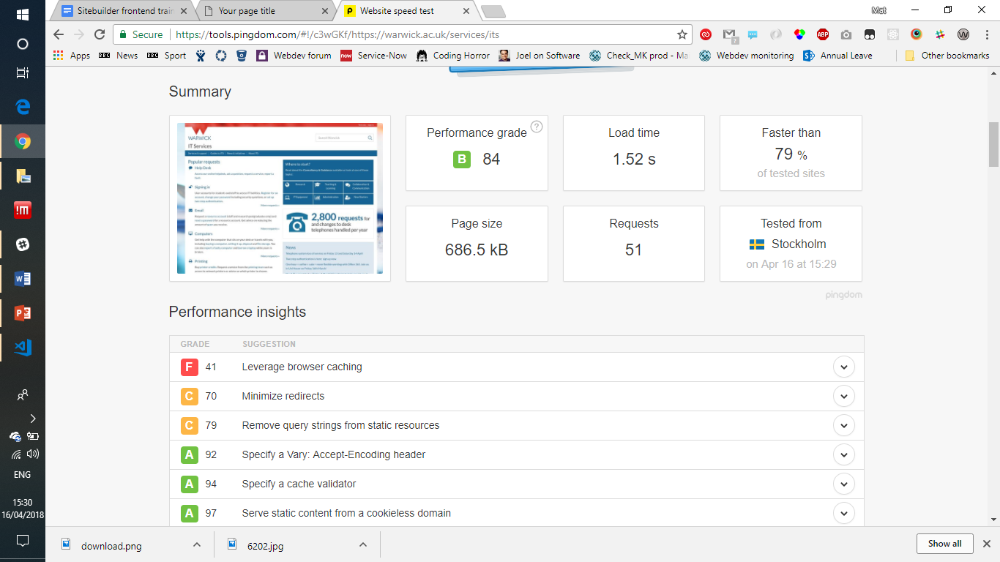 Sitebuilder frontend train
Your page title
Website speed test
Mat
Secure
https://tools.pingdom.com/#!/c3wGKf/https://warwick.ac.uk/services/its
ABP
Apps
BBC News
BBC Sport
Webdev forum
now Service-Now
Coding Horror
Joel on Software
Check_MK prod - Ma
Webdev monitoring
Annual Leave
Other bookmarks
Summary
WARWICK
IT Services
Popular requests
Help Desk
Signing in
Email
Computers
Printing
Where to start?
2,800 requests for
and changes to desk
telephones handled per year
News
Performance grade ?
B 84
Load time
1.52 s
Faster than
79 %
of tested sites
Page size
686.5 kB
Requests
51
Tested from
Stockholm
on Apr 16 at 15:29
pingdom
Performance insights
GRADE SUGGESTION
F 41 Leverage browser caching
C 70 Minimize redirects
C 79 Remove query strings from static resources
A 92 Specify a Vary: Accept-Encoding header
A 94 Specify a cache validator
A 97 Serve static content from a cookieless domain
ENG
15:30
16/04/2018
download.png
6202.jpg
Show all